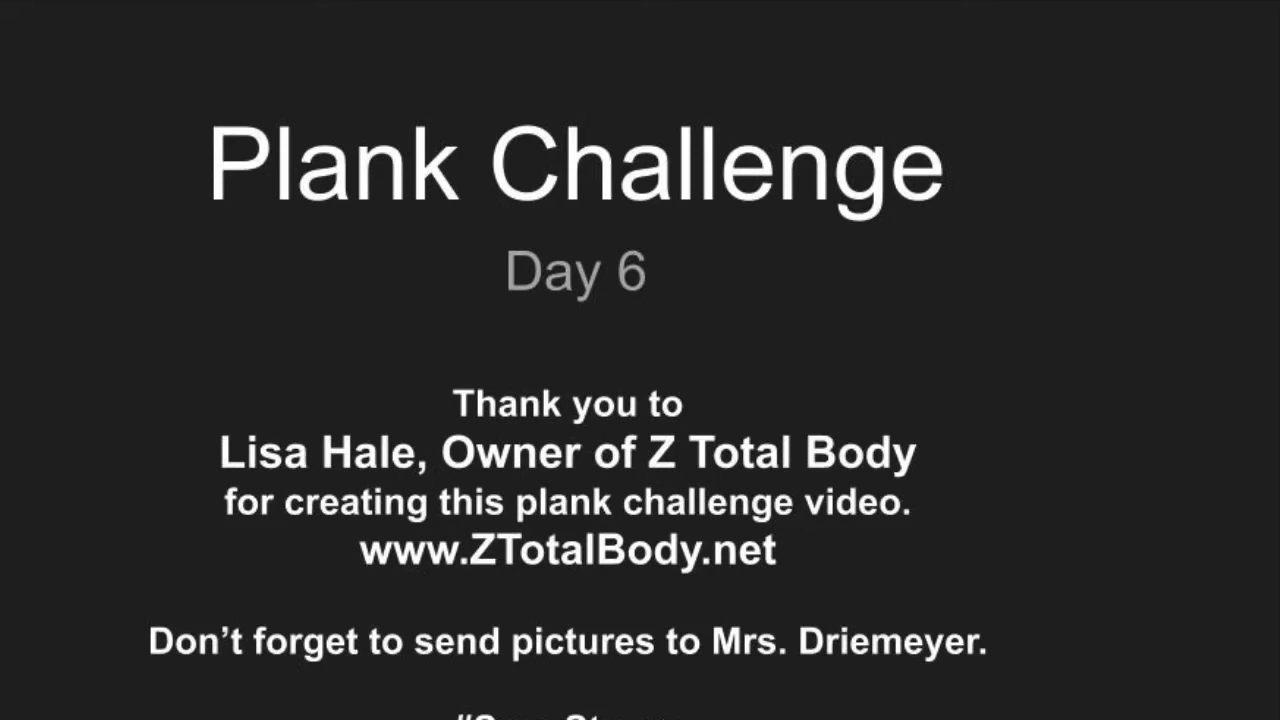 Plank Challenge
Day 6
Thank you to
Lisa Hale, Owner of Z Total Body
for creating this plank challenge video.
www.ZTotalBody.net
Don’t forget to send pictures to Mrs. Driemeyer.